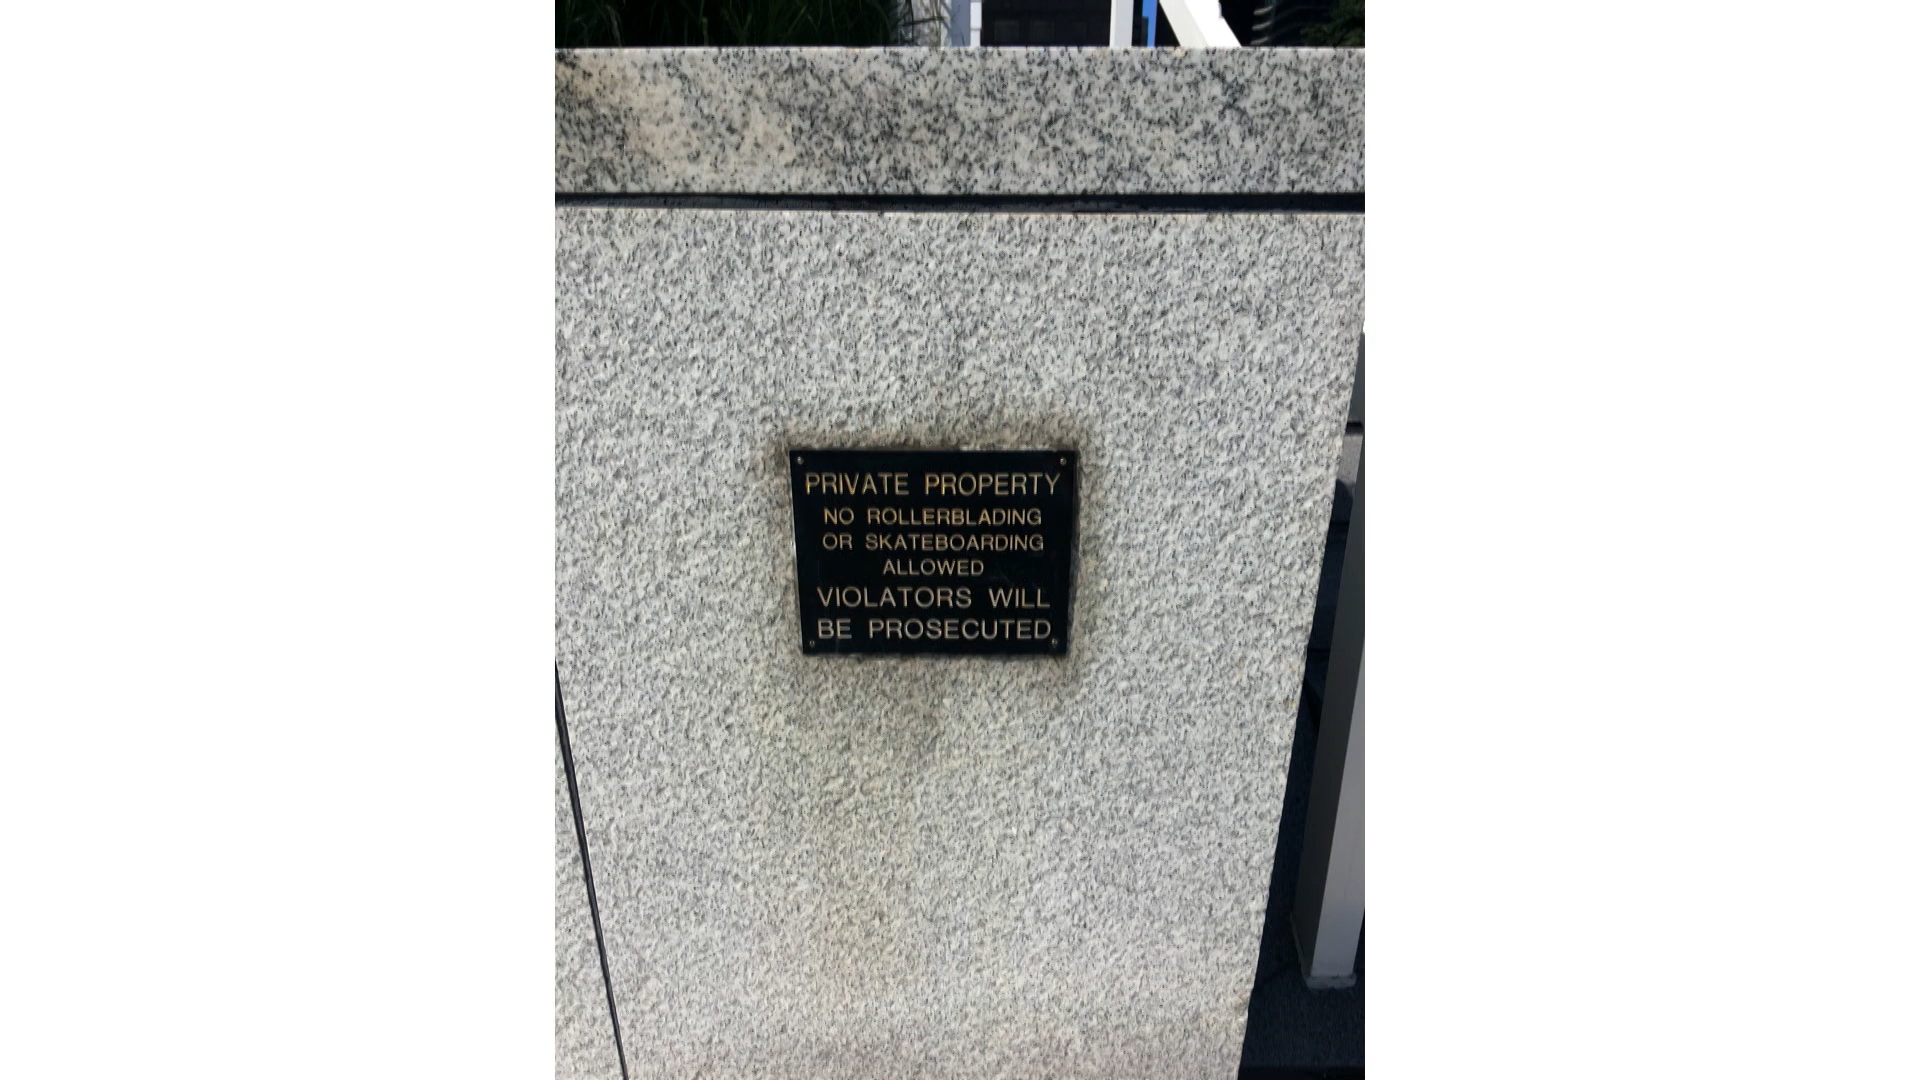 PRIVATE PROPERTY
NO ROLLERBLADING
OR SKATEBOARDING
ALLOWED
VIOLATORS WILL
BE PROSECUTED